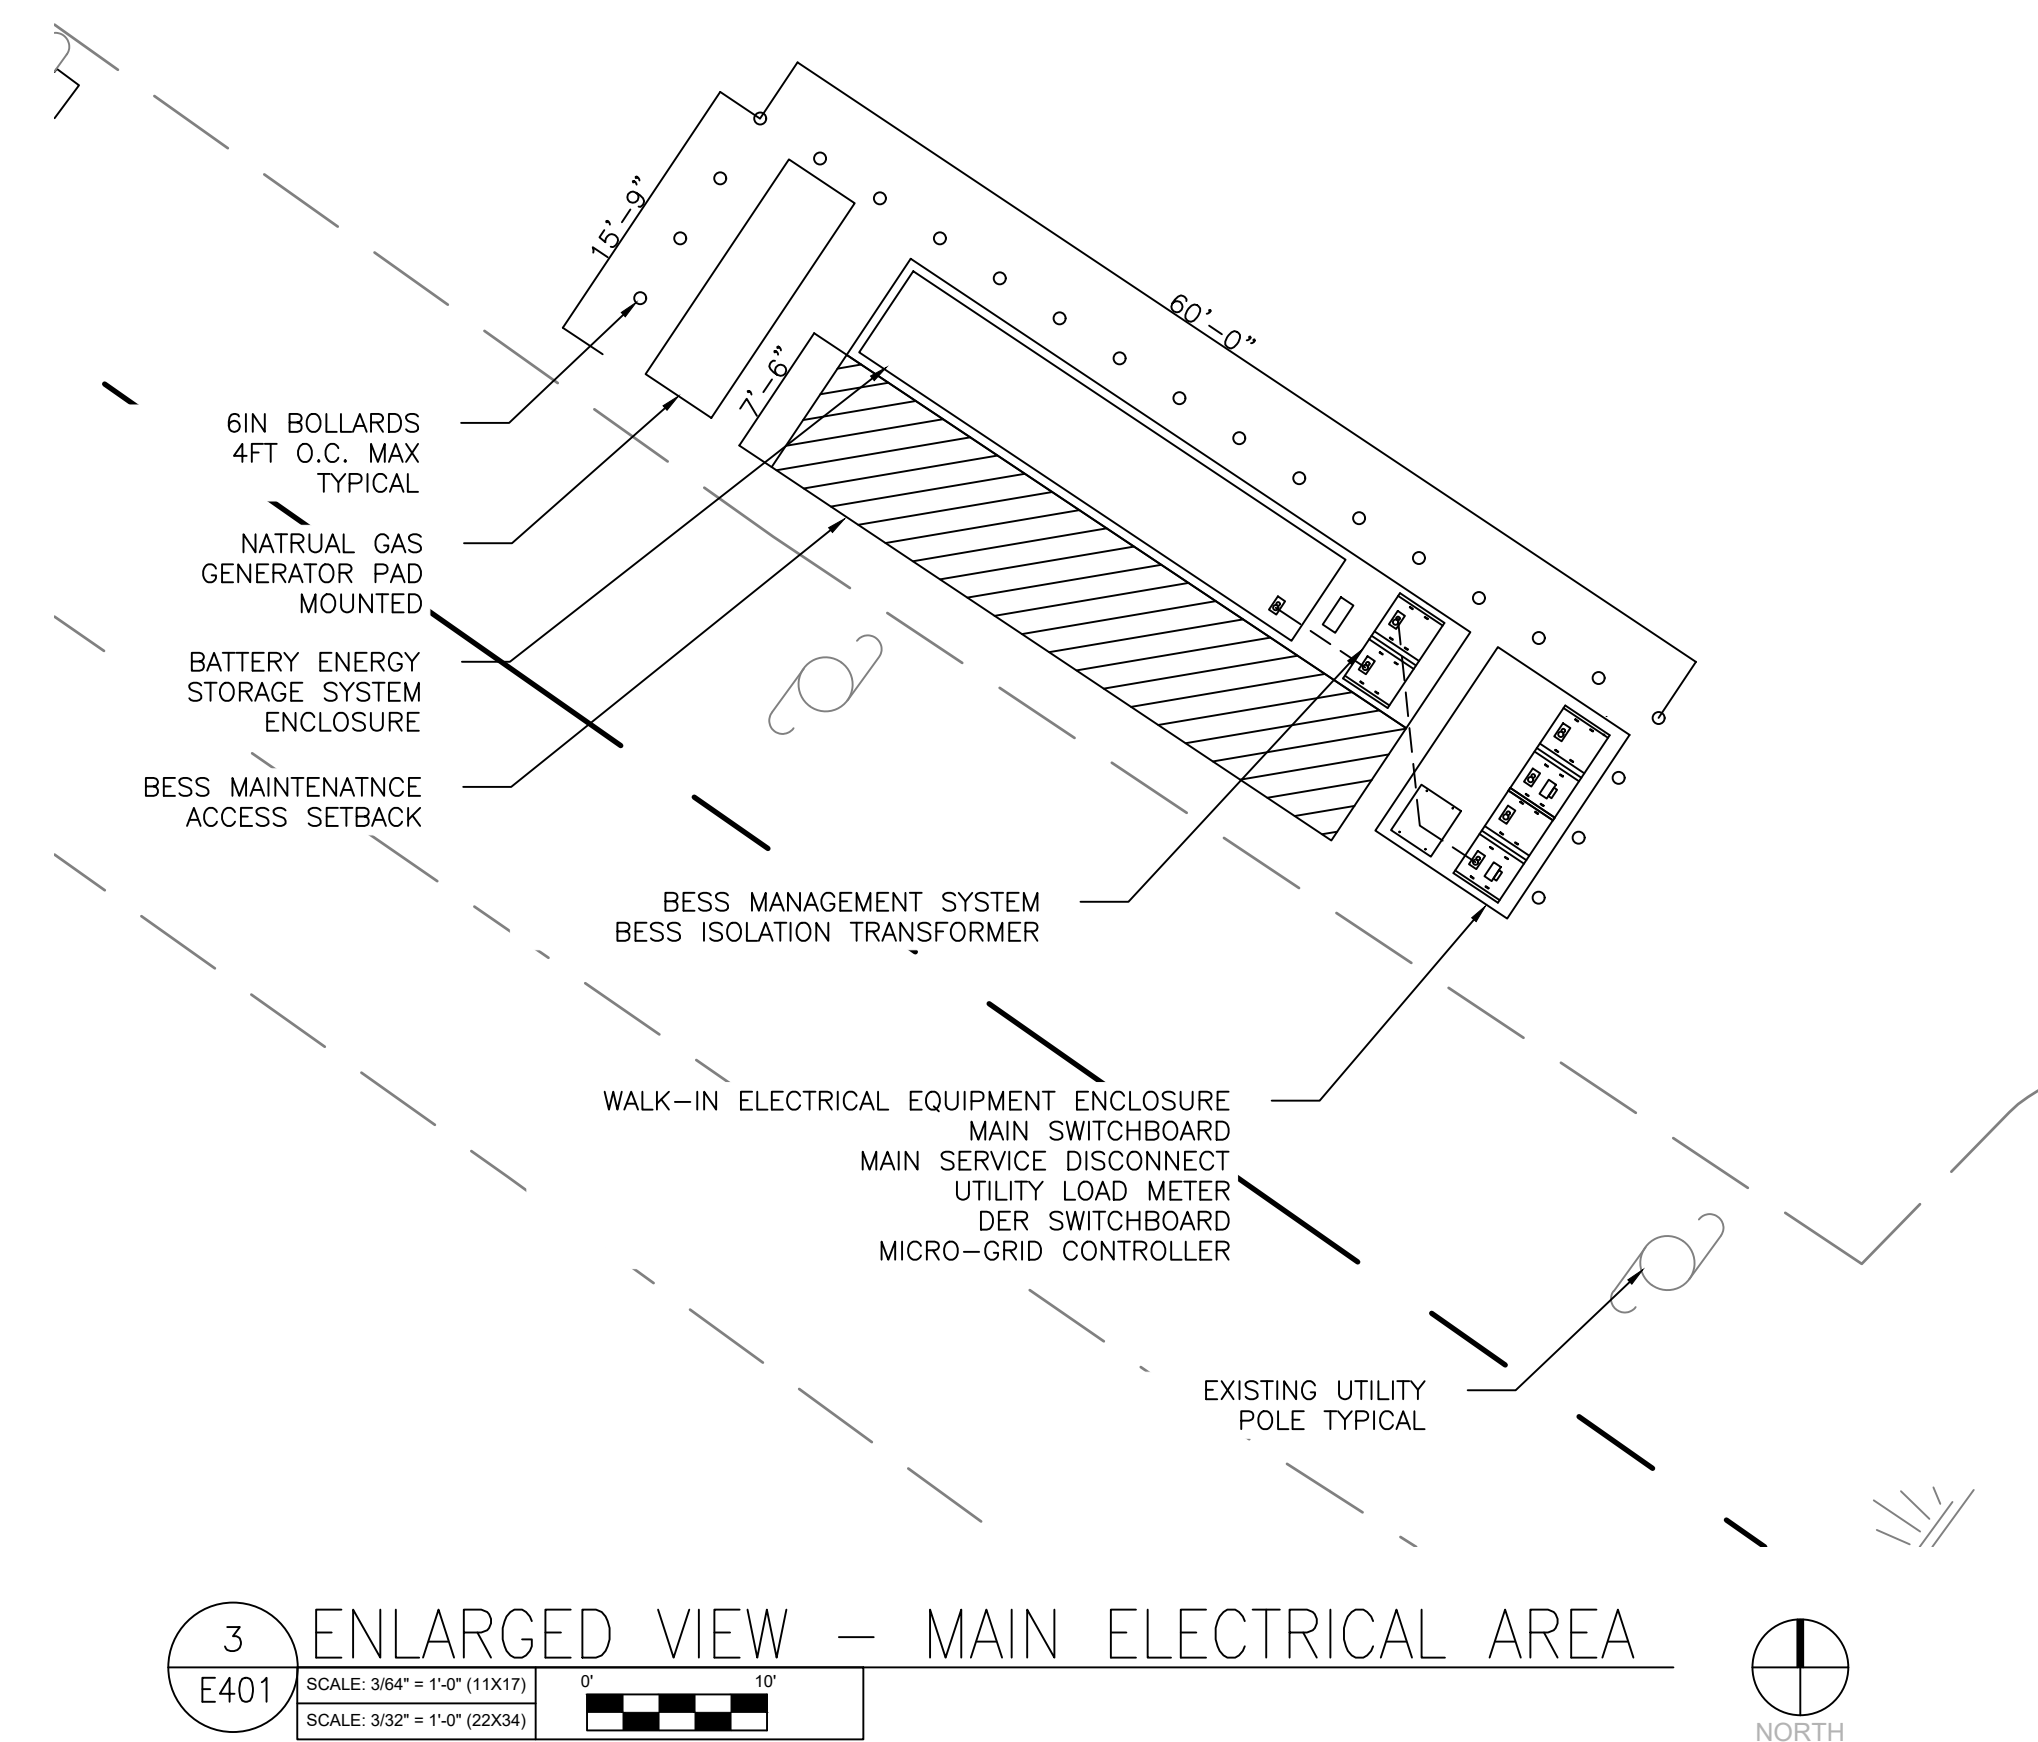 15'-9"
60'-0"
7'-6"
6IN BOLLARDS
4FT O.C. MAX
TYPICAL
NATRUAL GAS
GENERATOR PAD
MOUNTED
BATTERY ENERGY
STORAGE SYSTEM
ENCLOSURE
BESS MAINTENATNCE
ACCESS SETBACK
BESS MANAGEMENT SYSTEM
BESS ISOLATION TRANSFORMER
WALK-IN ELECTRICAL EQUIPMENT ENCLOSURE
MAIN SWITCHBOARD
MAIN SERVICE DISCONNECT
UTILITY LOAD METER
DER SWITCHBOARD
MICRO-GRID CONTROLLER
EXISTING UTILITY
POLE TYPICAL
3
E401
ENLARGED VIEW - MAIN ELECTRICAL AREA
SCALE: 3/64" = 1'-0" (11X17)
SCALE: 3/32" = 1'-0" (22X34)
0' 10'
NORTH